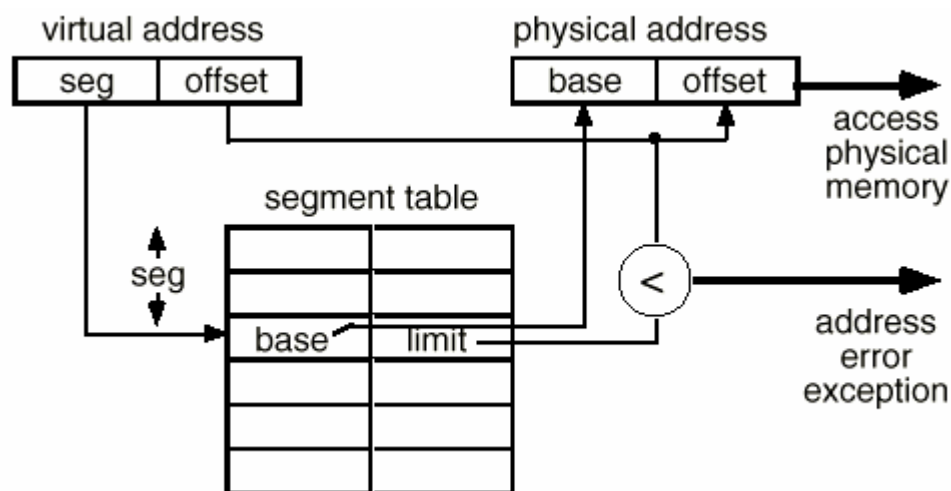 virtual address
physical address
seg offset
base offset
access
physical
memory
segment table
seg
<
base limit
address
error
exception